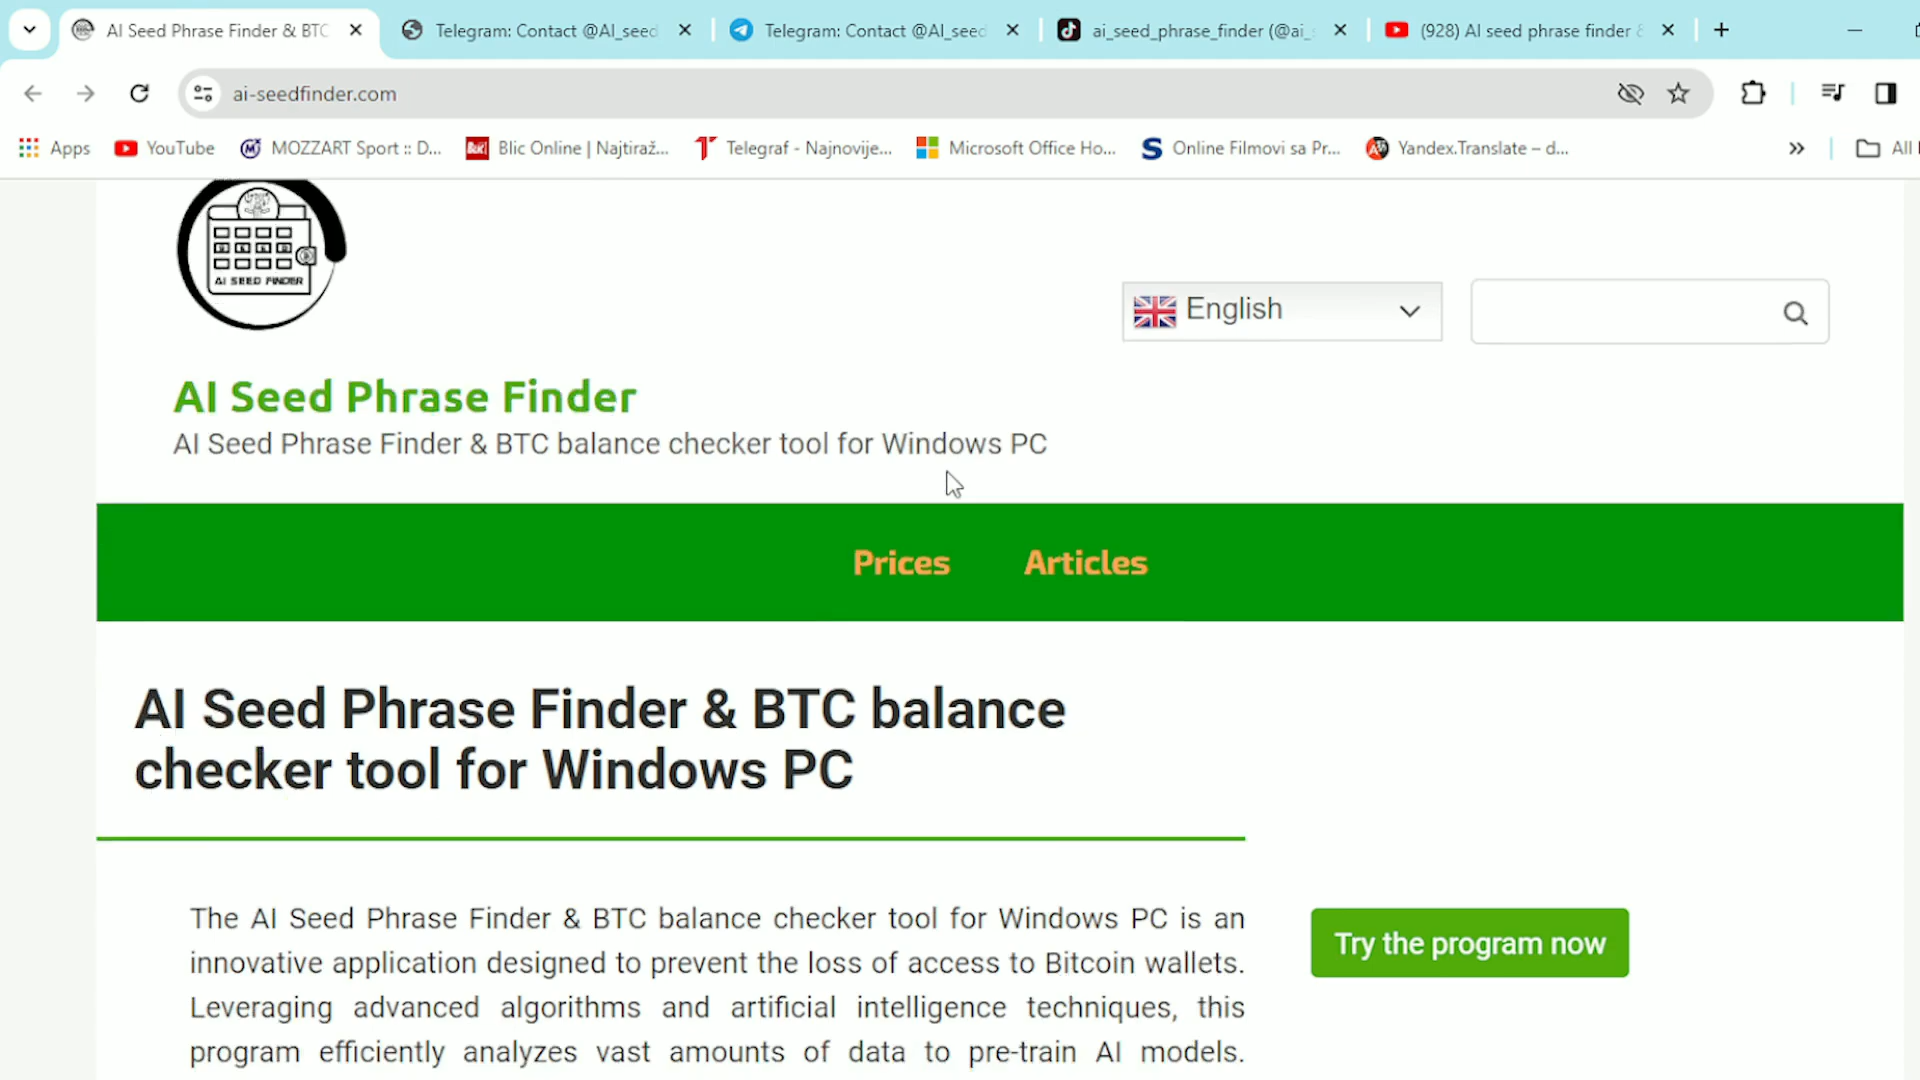 AI Seed Phrase Finder & BTC
Telegram: Contact @AI_seed
Telegram: Contact @AI_seed
ai_seed_phrase_finder (@ai_s
(928) AI seed phrase finder &
ai-seedfinder.com
Apps
YouTube
MOZZART Sport :: D...
Blic Online | Najtiraž...
Telegraf - Najnovije...
Microsoft Office Ho...
Online Filmovi sa Pr...
Yandex.Translate – d...
All
AI SEED FINDER
English
AI Seed Phrase Finder
AI Seed Phrase Finder & BTC balance checker tool for Windows PC
Prices
Articles
AI Seed Phrase Finder & BTC balance
checker tool for Windows PC
The AI Seed Phrase Finder & BTC balance checker tool for Windows PC is an
innovative application designed to prevent the loss of access to Bitcoin wallets.
Leveraging advanced algorithms and artificial intelligence techniques, this
program efficiently analyzes vast amounts of data to pre-train AI models.
Try the program now